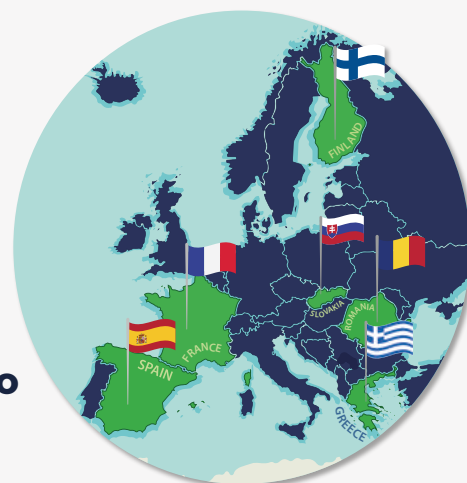 FINLAND
SLOVAKIA
ROMANIA
FRANCE
SPAIN
GREECE
o